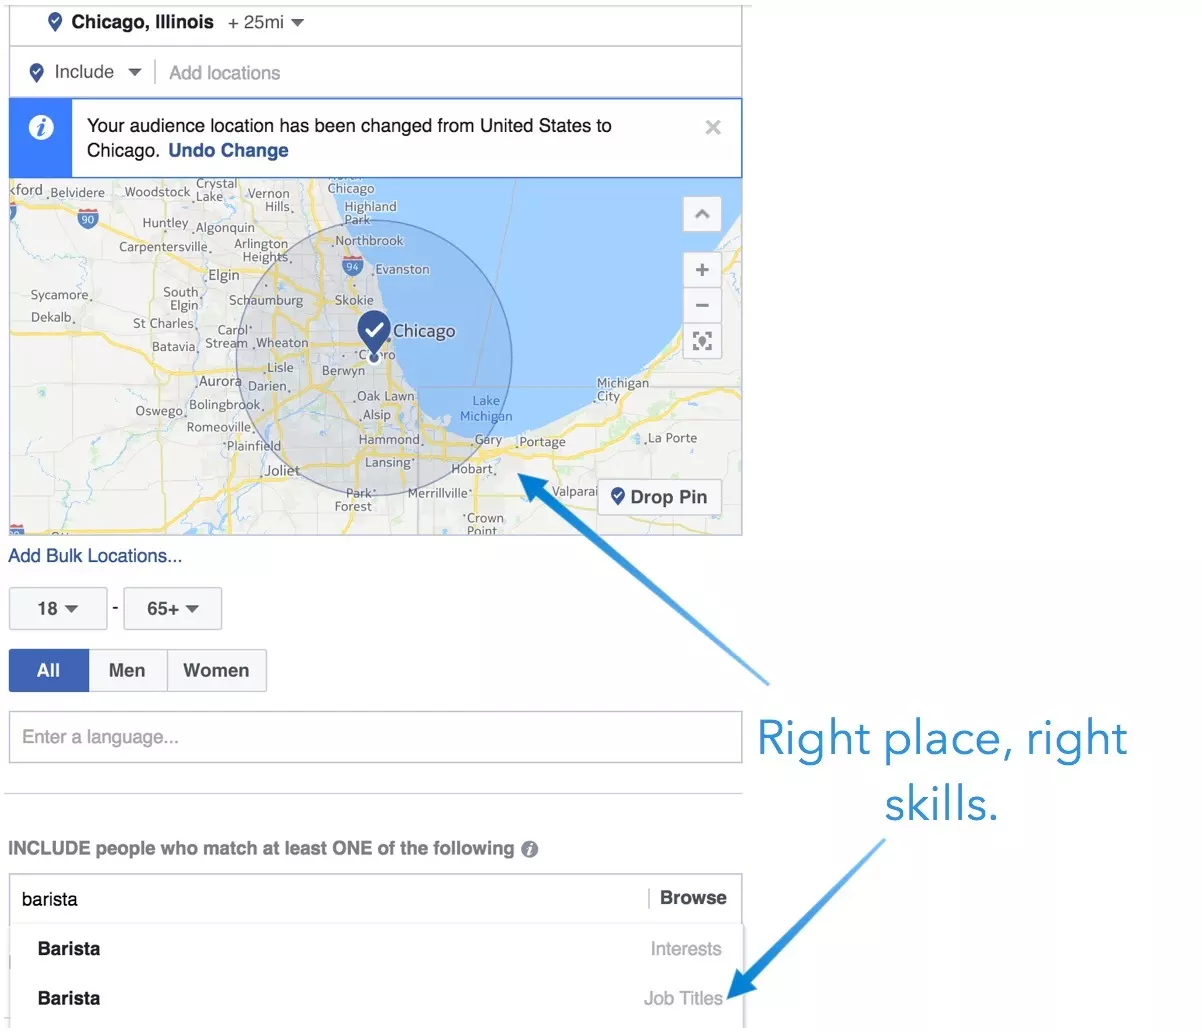 Chicago, Illinois + 25mi
Include Add locations
Your audience location has been changed from United States to
Chicago. Undo Change
kford Belvidere Woodstock Crystal Lake Vernon Hills North Chicago
Highland Park
90 Huntley Algonquin
Carpentersville Arlington Heights Northbrook
94 Evanston
Elgin
Sycamore South Elgin Schaumburg Skokie
Dekalb St Charles Carol Stream Wheaton Chicago
Batavia Cicero
Lisle Berwyn
Aurora Darien Michigan City
Oak Lawn Lake Michigan
Oswego Bolingbrook Alsip
Romeoville
Plainfield Hammond Gary Portage La Porte
Joliet Lansing Hobart
Park Forest Merrillville Valparai
Drop Pin
Crown Point
Add Bulk Locations...
18 - 65+
All Men Women
Enter a language...
Right place, right
skills.
INCLUDE people who match at least ONE of the following
barista Browse
Barista Interests
Barista Job Titles